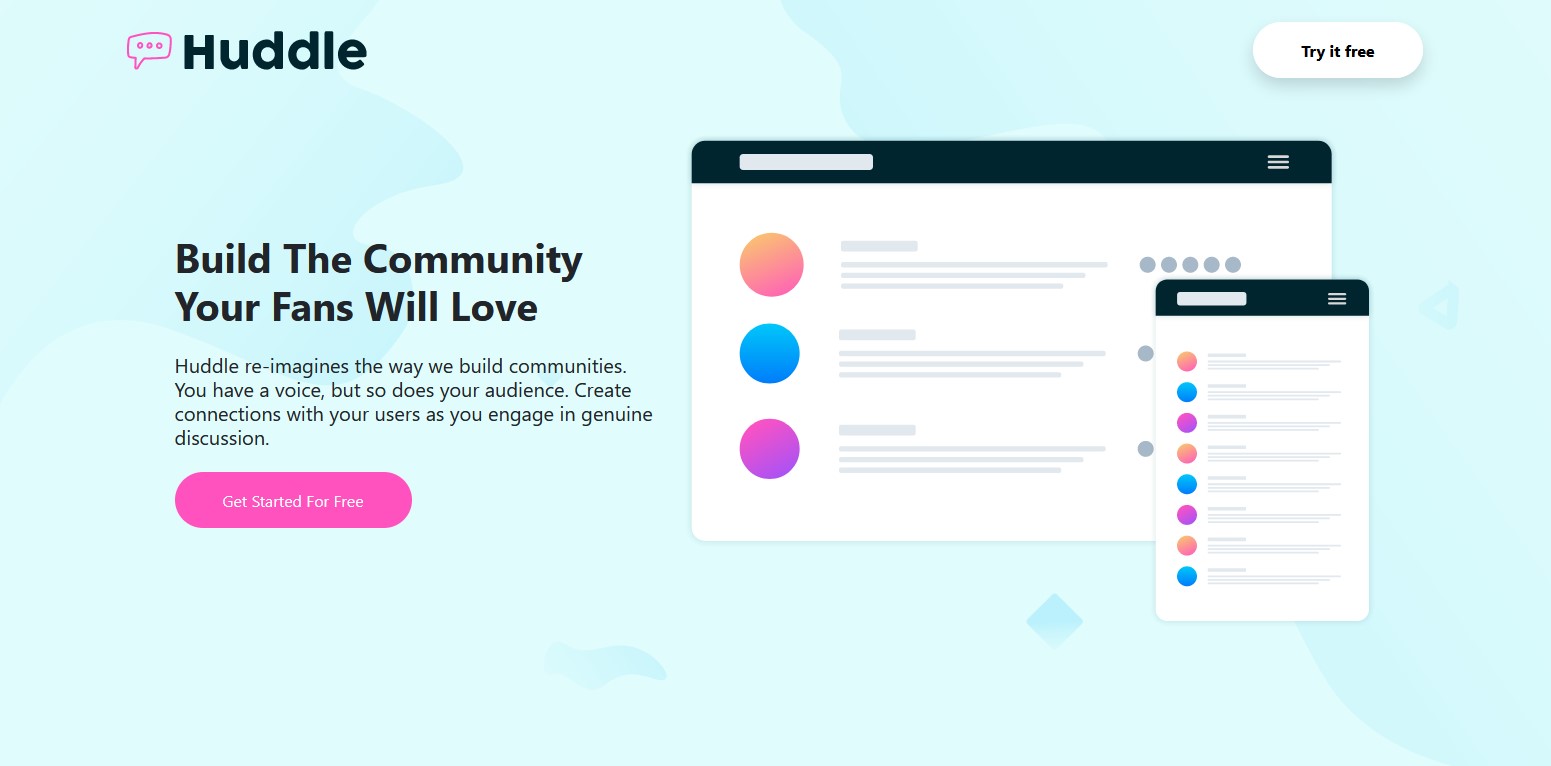 Huddle
Try it free
Build The Community
Your Fans Will Love
Huddle re-imagines the way we build communities.
You have a voice, but so does your audience. Create
connections with your users as you engage in genuine
discussion.
Get Started For Free